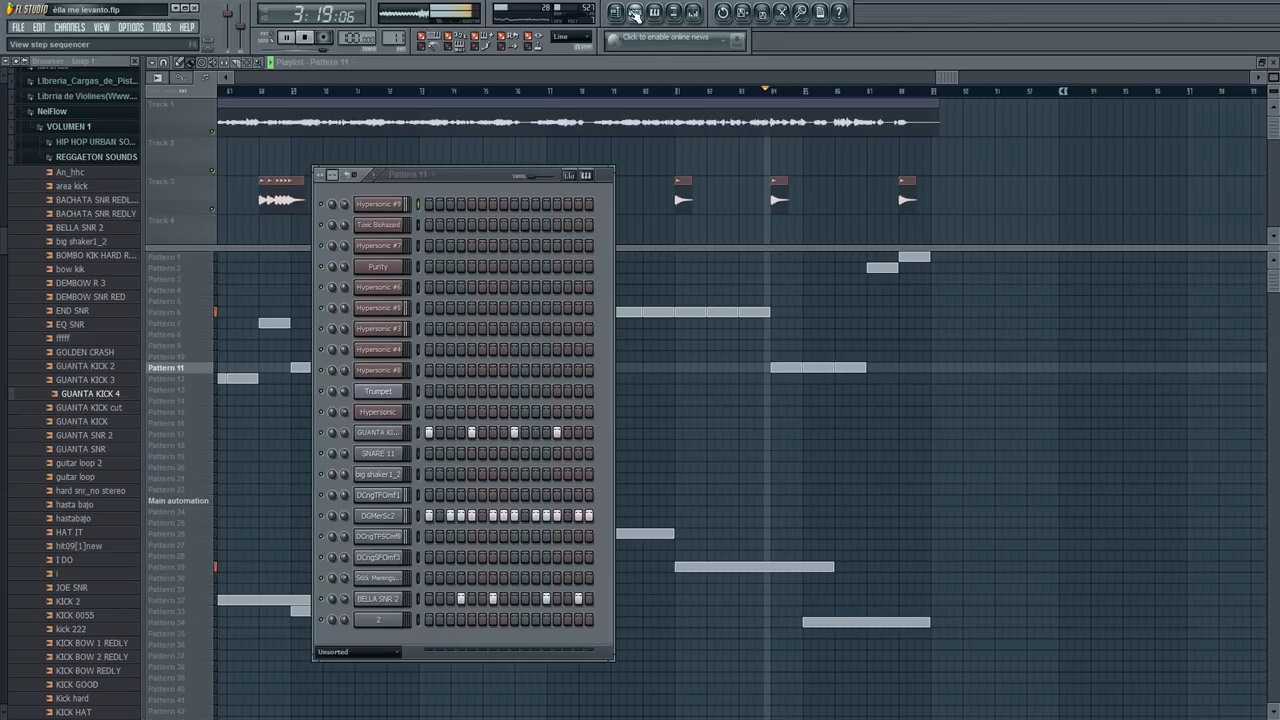 FL STUDIO
ella me levanto.flp
FILE EDIT CHANNELS VIEW OPTIONS TOOLS HELP
View step sequencer
3:19:06
Line
Click to enable online news
Browser - Snap 1
Playlist - Pattern 11
LIbreria_Cargas_de_Pist...
Librria de Violines(Www...
NelFlow
VOLUMEN 1
HIP HOP URBAN SO...
REGGAETON SOUNDS
An_hhc
area kick
BACHATA SNR REDL...
BACHATA SNR REDLY
BELLA SNR 2
big shaker1_2
BOMBO KIK HARD R...
bow kik
DEMBOW R 3
DEMBOW SNR RED
END SNR
EQ SNR
fffff
GOLDEN CRASH
GUANTA KICK 2
GUANTA KICK 3
GUANTA KICK 4
GUANTA KICK cut
GUANTA KICK
GUANTA SNR 2
GUANTA SNR
guitar loop 2
guitar loop
hard snr_no stereo
hasta bajo
hastabajo
HAT IT
hit09[1]new
I DO
i
JOE SNR
KICK 2
KICK 0055
kick 222
KICK BOW 1 REDLY
KICK BOW 2 REDLY
KICK BOW REDLY
KICK GOOD
Kick hard
KICK HAT
Track 1
Track 2
Track 3
Track 4
Pattern 1
Pattern 2
Pattern 3
Pattern 4
Pattern 5
Pattern 6
Pattern 7
Pattern 8
Pattern 9
Pattern 10
Pattern 11
Pattern 12
Pattern 13
Pattern 14
Pattern 15
Pattern 16
Pattern 17
Pattern 18
Pattern 19
Pattern 20
Pattern 21
Pattern 22
Main automation
Pattern 24
Pattern 25
Pattern 26
Pattern 27
Pattern 28
Pattern 29
Pattern 30
Pattern 31
Pattern 32
Pattern 33
Pattern 34
Pattern 35
Pattern 36
Pattern 37
Pattern 38
Pattern 39
Pattern 40
Pattern 41
Pattern 42
Pattern 11
Hypersonic #9
Toxic Biohazard
Hypersonic #7
Purity
Hypersonic #6
Hypersonic #5
Hypersonic #3
Hypersonic #4
Hypersonic #8
Trumpet
Hypersonic
GUANTA KI...
SNARE 11
big shaker1_2
DCngTFOmf1
DGMerSc2
DCngTFSCmf8
DCngSFOmf3
Stick Merengu...
BELLA SNR 2
2
Unsorted